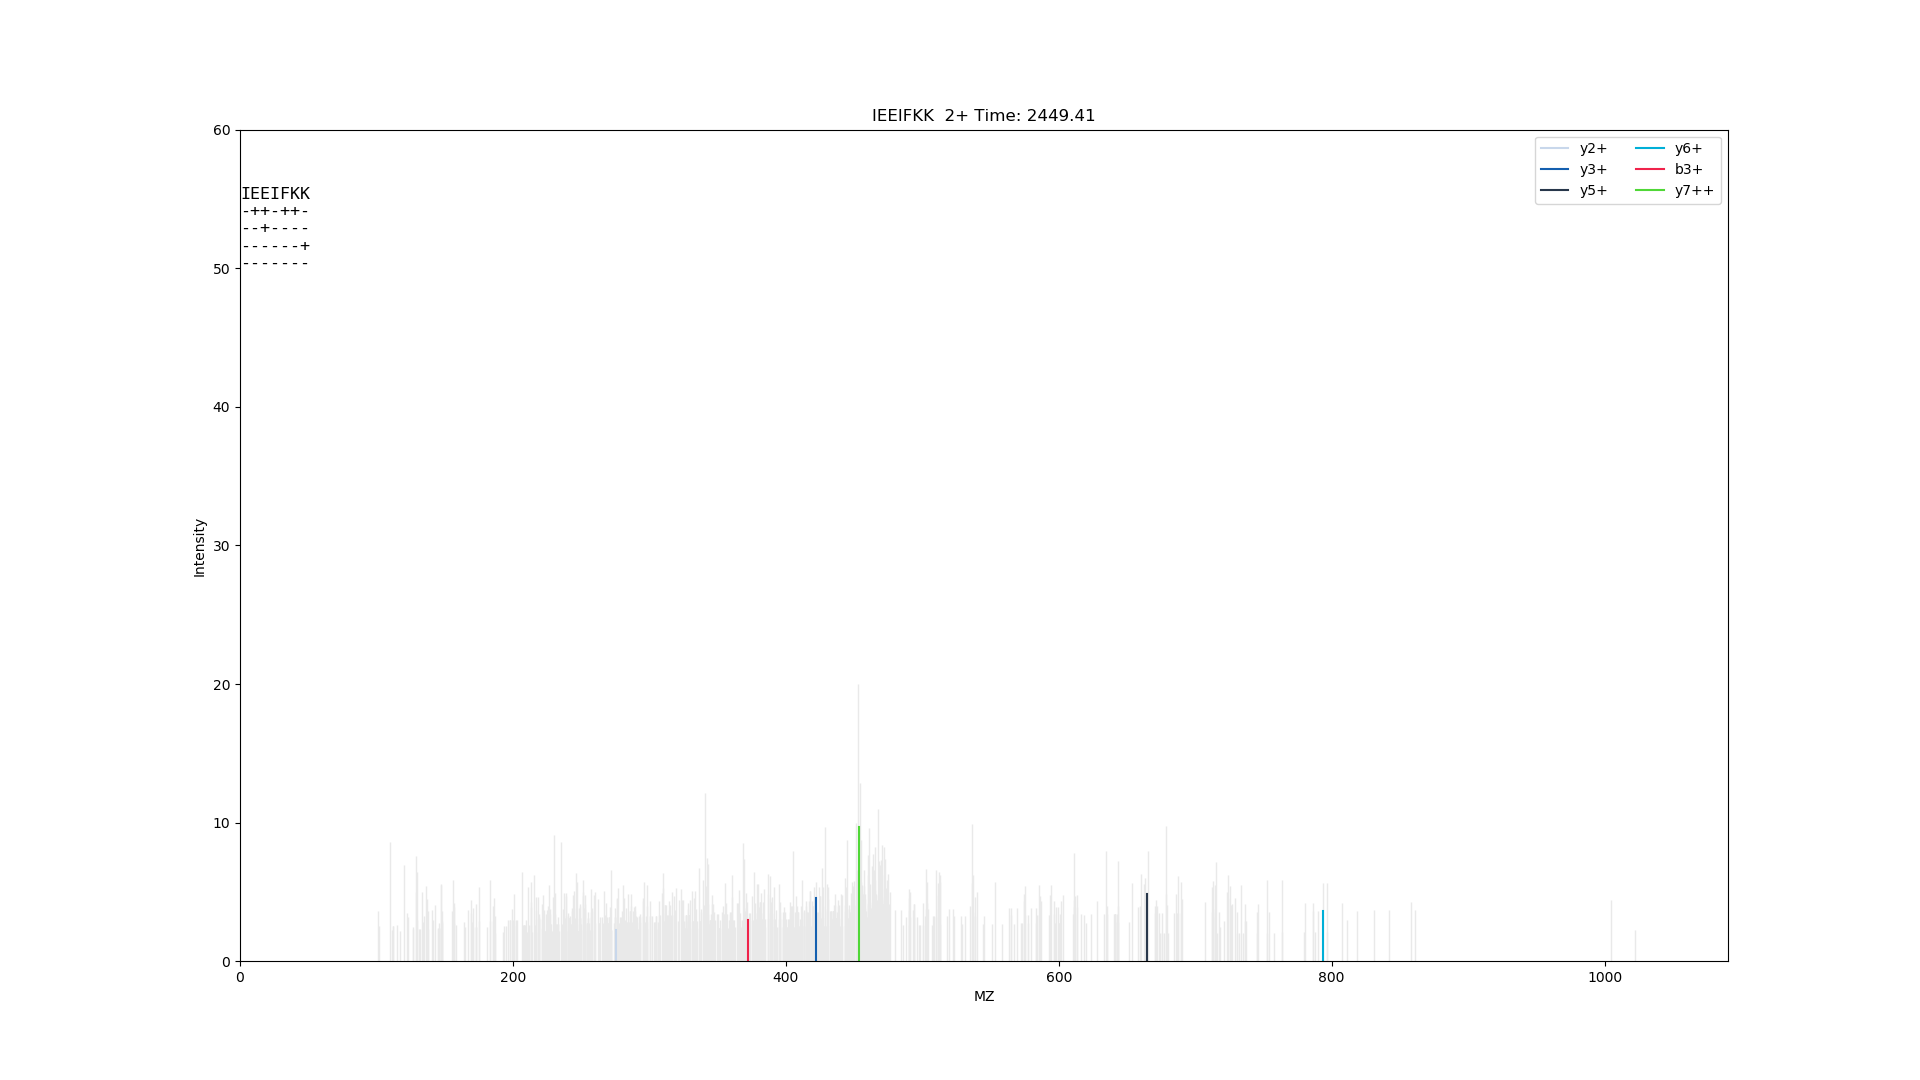 IEEIFKK  2+ Time: 2449.41
60
50
40
30
20
10
0
Intensity
IEEIFKK
-++-++-
--+----
------+
-------
y2+ y6+
y3+ b3+
y5+ y7++
0 200 400 600 800 1000
MZ